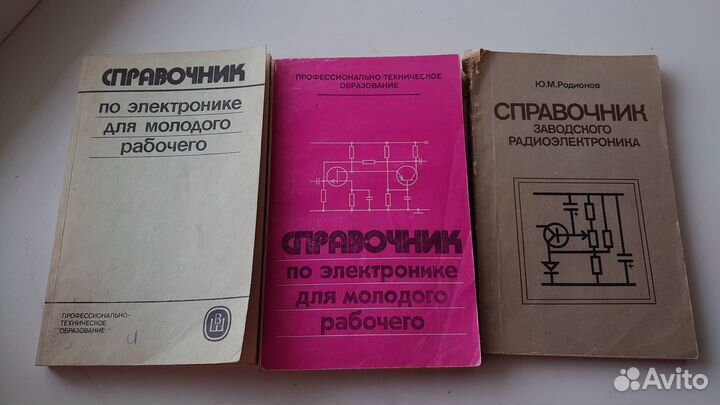 СПРАВОЧНИК
по электронике
для молодого
рабочего
ПРОФЕССИОНАЛЬНО-
ТЕХНИЧЕСКОЕ
ОБРАЗОВАНИЕ
ПРОФЕССИОНАЛЬНО-ТЕХНИЧЕСКОЕ
ОБРАЗОВАНИЕ
СПРАВОЧНИК
по электронике
для молодого
рабочего
Ю.М.Родионов
СПРАВОЧНИК
ЗАВОДСКОГО
РАДИОЭЛЕКТРОНИКА
Avito